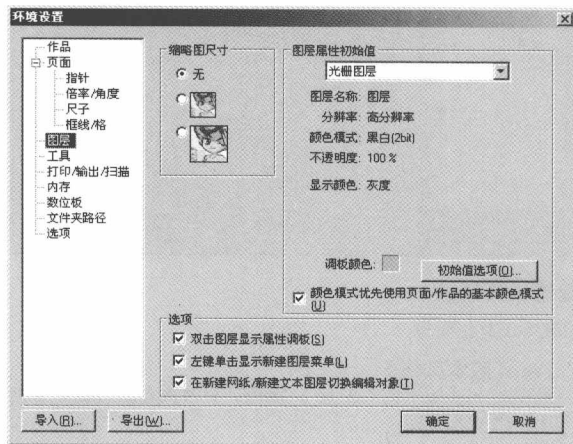 环境设置
作品
页面
指针
倍率/角度
尺子
框线/格
图层
工具
打印/输出/扫描
内存
数位板
文件夹路径
选项
缩略图尺寸
无
图层属性初始值
光栅图层
图层名称: 图层
分辨率: 高分辨率
颜色模式: 黑白(2bit)
不透明度: 100 %
显示颜色: 灰度
调板颜色:
初始值选项(O)...
颜色模式优先使用页面/作品的基本颜色模式
(U)
选项
双击图层显示属性调板(S)
左键单击显示新建图层菜单(L)
在新建网纸/新建文本图层切换编辑对象(T)
导入(R)...
导出(W)...
确定
取消